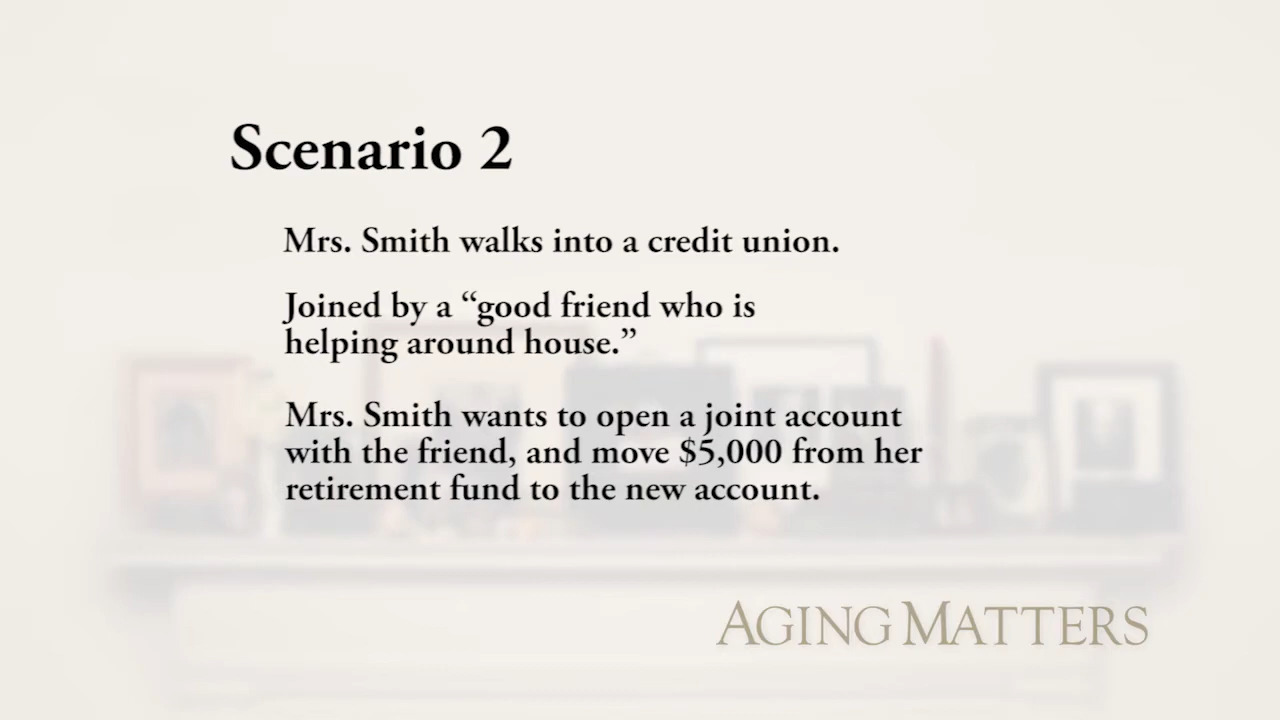 Scenario 2
Mrs. Smith walks into a credit union.
Joined by a “good friend who is
helping around house.”
Mrs. Smith wants to open a joint account
with the friend, and move $5,000 from her
retirement fund to the new account.
AGING MATTERS